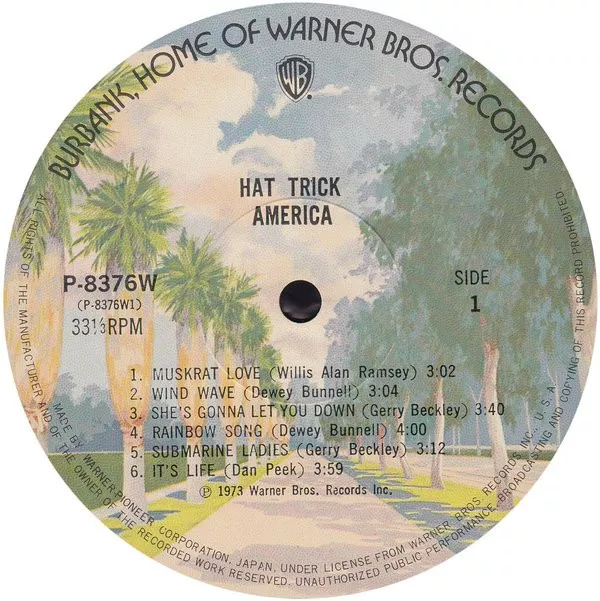 BURBANK, HOME OF WARNER BROS. RECORDS
WB
HAT TRICK
AMERICA
P-8376W
(P-8376W1)
33⅓RPM
SIDE
1
1. MUSKRAT LOVE (Willis Alan Ramsey) 3:02
2. WIND WAVE (Dewey Bunnell) 3:04
3. SHE'S GONNA LET YOU DOWN (Gerry Beckley) 3:40
4. RAINBOW SONG (Dewey Bunnell) 4:00
5. SUBMARINE LADIES (Gerry Beckley) 3:12
6. IT'S LIFE (Dan Peek) 3:59
Ⓟ 1973 Warner Bros. Records Inc.
ALL RIGHTS OF THE MANUFACTURER AND OF THE OWNER OF THE RECORDED WORK RESERVED. UNAUTHORIZED PUBLIC PERFORMANCE, BROADCASTING AND COPYING OF THIS RECORD PROHIBITED
MADE BY WARNER-PIONEER CORPORATION, JAPAN, UNDER LICENSE FROM WARNER BROS. RECORDS INC., U.S.A.